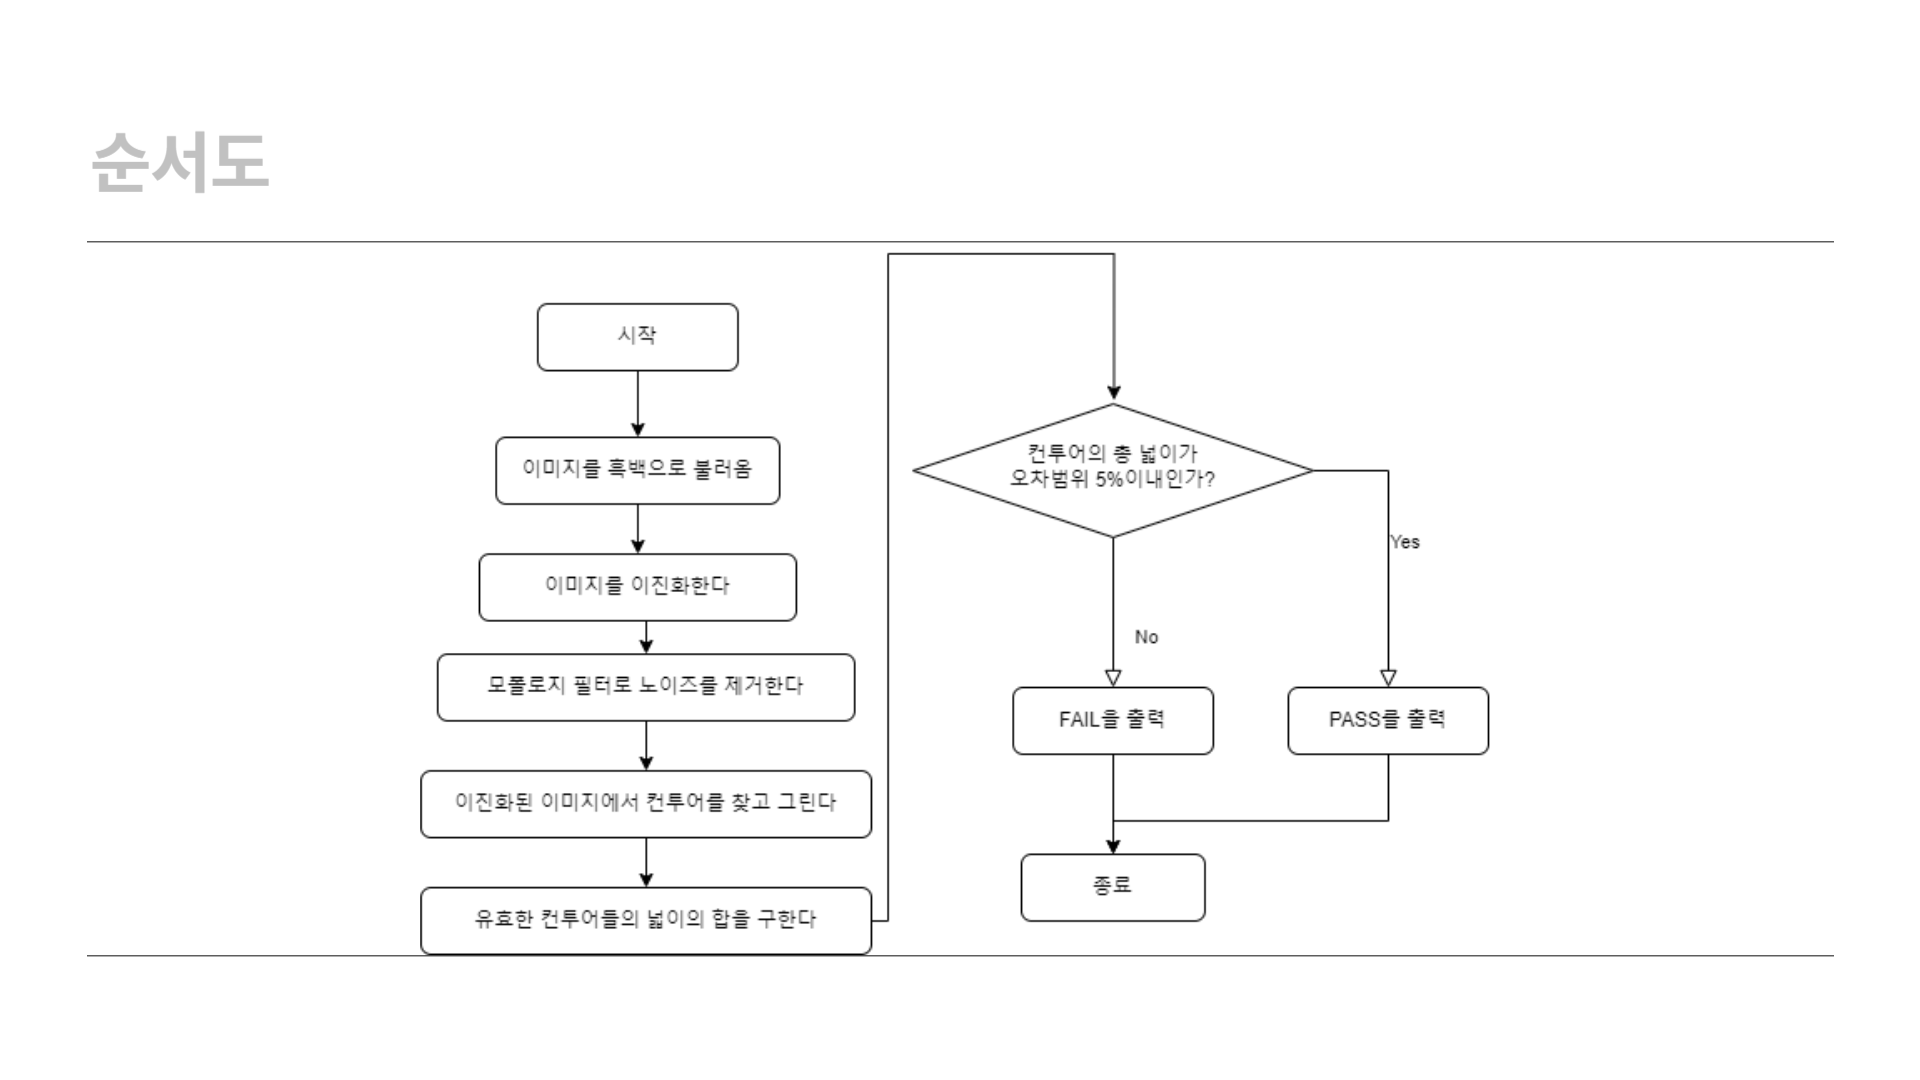 순서도
시작
이미지를 흑백으로 불러옴
이미지를 이진화한다
모폴로지 필터로 노이즈를 제거한다
이진화된 이미지에서 컨투어를 찾고 그린다
유효한 컨투어들의 넓이의 합을 구한다
컨투어의 총 넓이가
오차범위 5%이내인가?
Yes
No
FAIL을 출력
PASS를 출력
종료